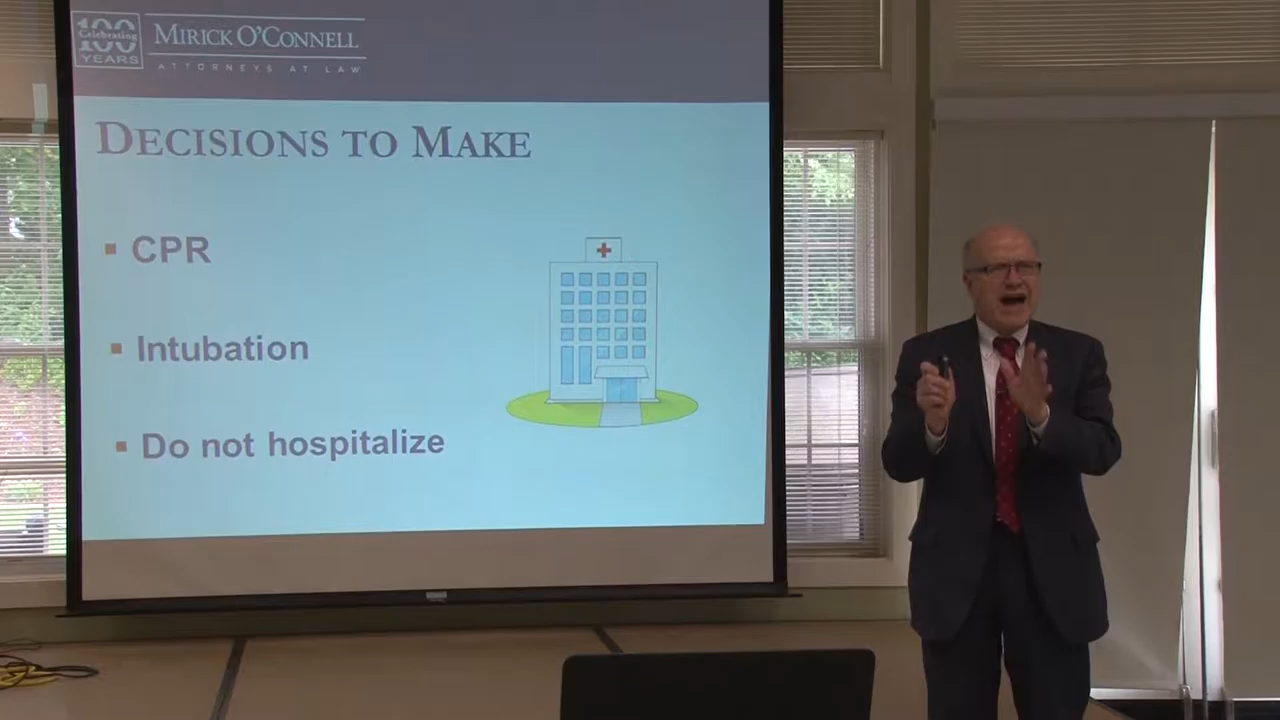 Celebrating
100
YEARS
MIRICK O'CONNELL
ATTORNEYS AT LAW
DECISIONS TO MAKE
CPR
Intubation
Do not hospitalize